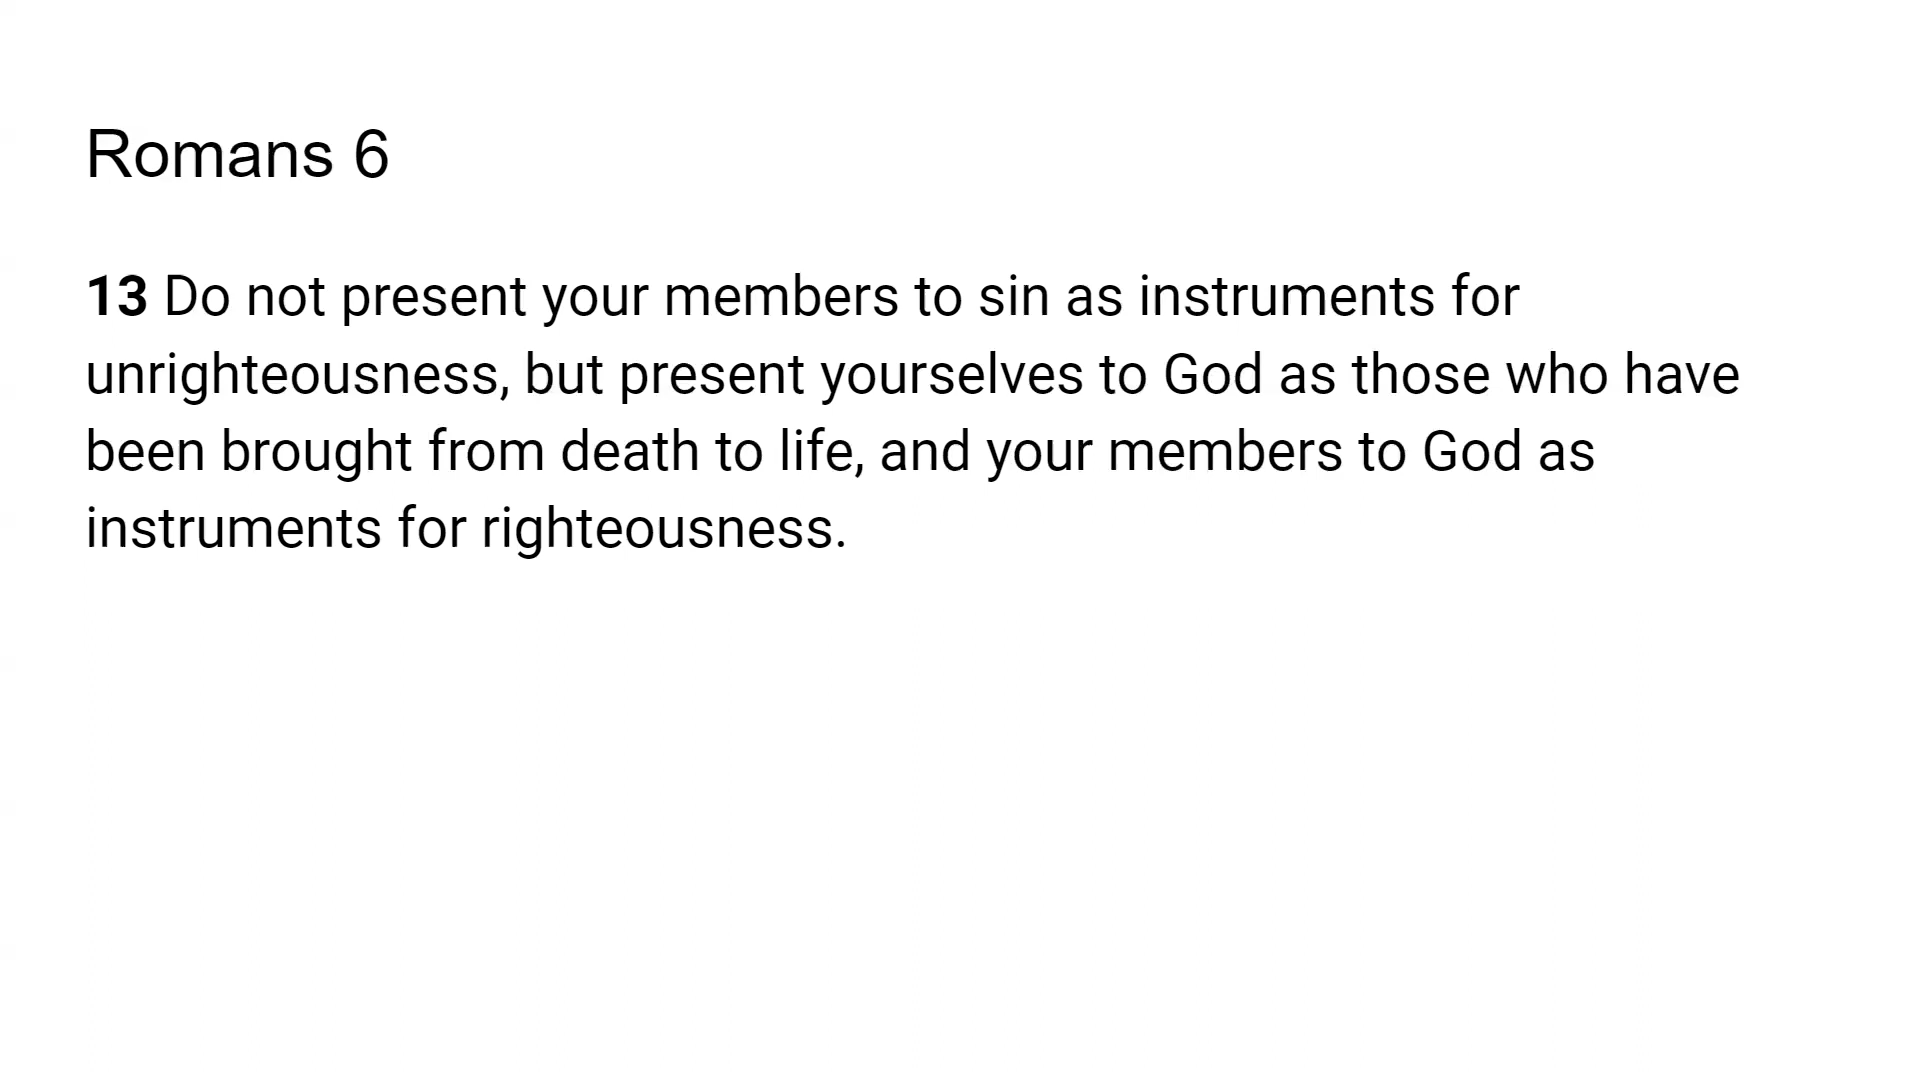 Romans 6
13 Do not present your members to sin as instruments for
unrighteousness, but present yourselves to God as those who have
been brought from death to life, and your members to God as
instruments for righteousness.